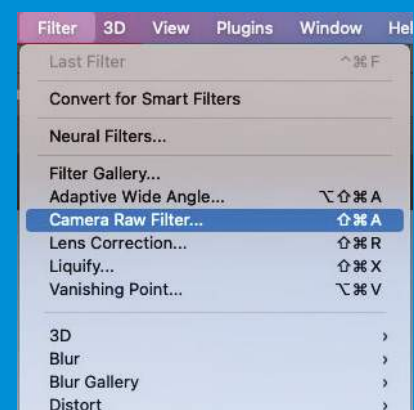 Filter 3D View Plugins Window Hel
Last Filter ^⌘F
Convert for Smart Filters
Neural Filters...
Filter Gallery...
Adaptive Wide Angle... ⌥⇧⌘A
Camera Raw Filter... ⇧⌘A
Lens Correction... ⇧⌘R
Liquify... ⇧⌘X
Vanishing Point... ⌥⌘V
3D ›
Blur ›
Blur Gallery ›
Distort ›